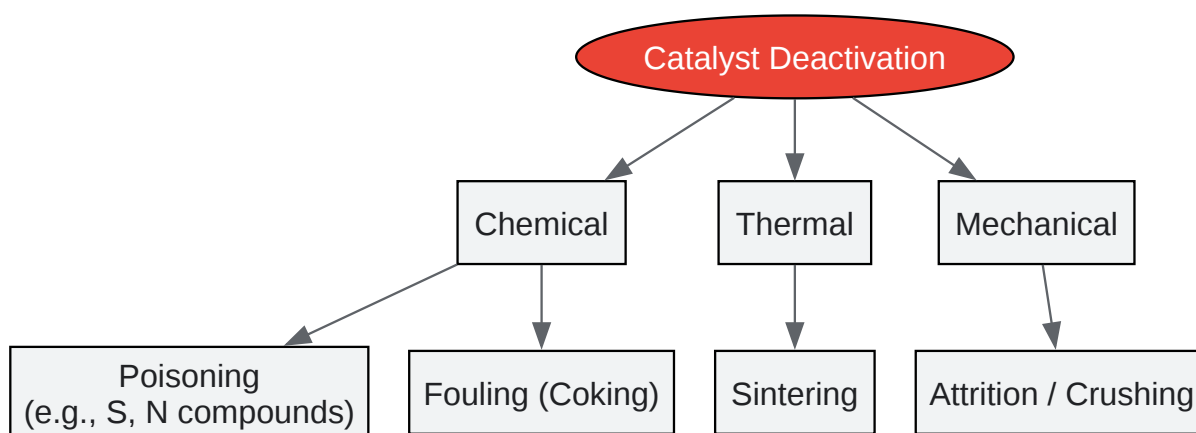 Catalyst Deactivation
Chemical
Thermal
Mechanical
Poisoning
(e.g., S, N compounds)
Fouling (Coking)
Sintering
Attrition / Crushing